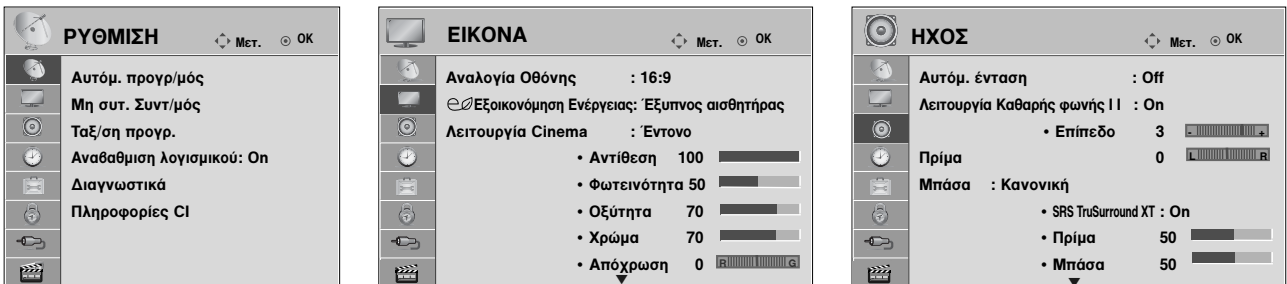 ΡΥΘΜΙΣΗ Μετ. OK
Αυτόμ. προγρ/μός
Μη συτ. Συντ/μός
Ταξ/ση προγρ.
Αναβαθμιση λογισμικού: On
Διαγνωστικά
Πληροφορίες CI
ΕΙΚΟΝΑ Μετ. OK
Αναλογία Οθόνης : 16:9
Εξοικονόμηση Ενέργειας: Έξυπνος αισθητήρας
Λειτουργία Cinema : Έντονο
• Αντίθεση 100
• Φωτεινότητα 50
• Οξύτητα 70
• Χρώμα 70
• Απόχρωση 0 R G
ΗΧΟΣ Μετ. OK
Αυτόμ. ένταση : Off
Λειτουργία Καθαρής φωνής II : On
• Επίπεδο 3 - +
Πρίμα 0 L R
Μπάσα : Κανονική
• SRS TruSurround XT : On
• Πρίμα 50
• Μπάσα 50